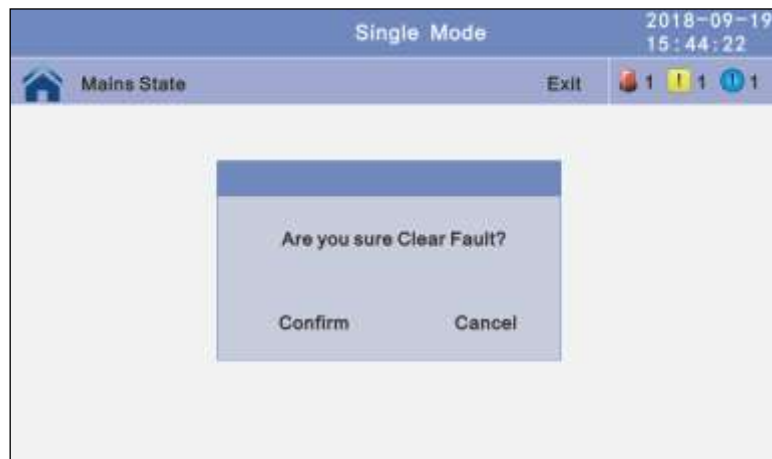 Single Mode
2018-09-19
15:44:22
Mains State
Exit
1
1
1
Are you sure Clear Fault?
Confirm
Cancel